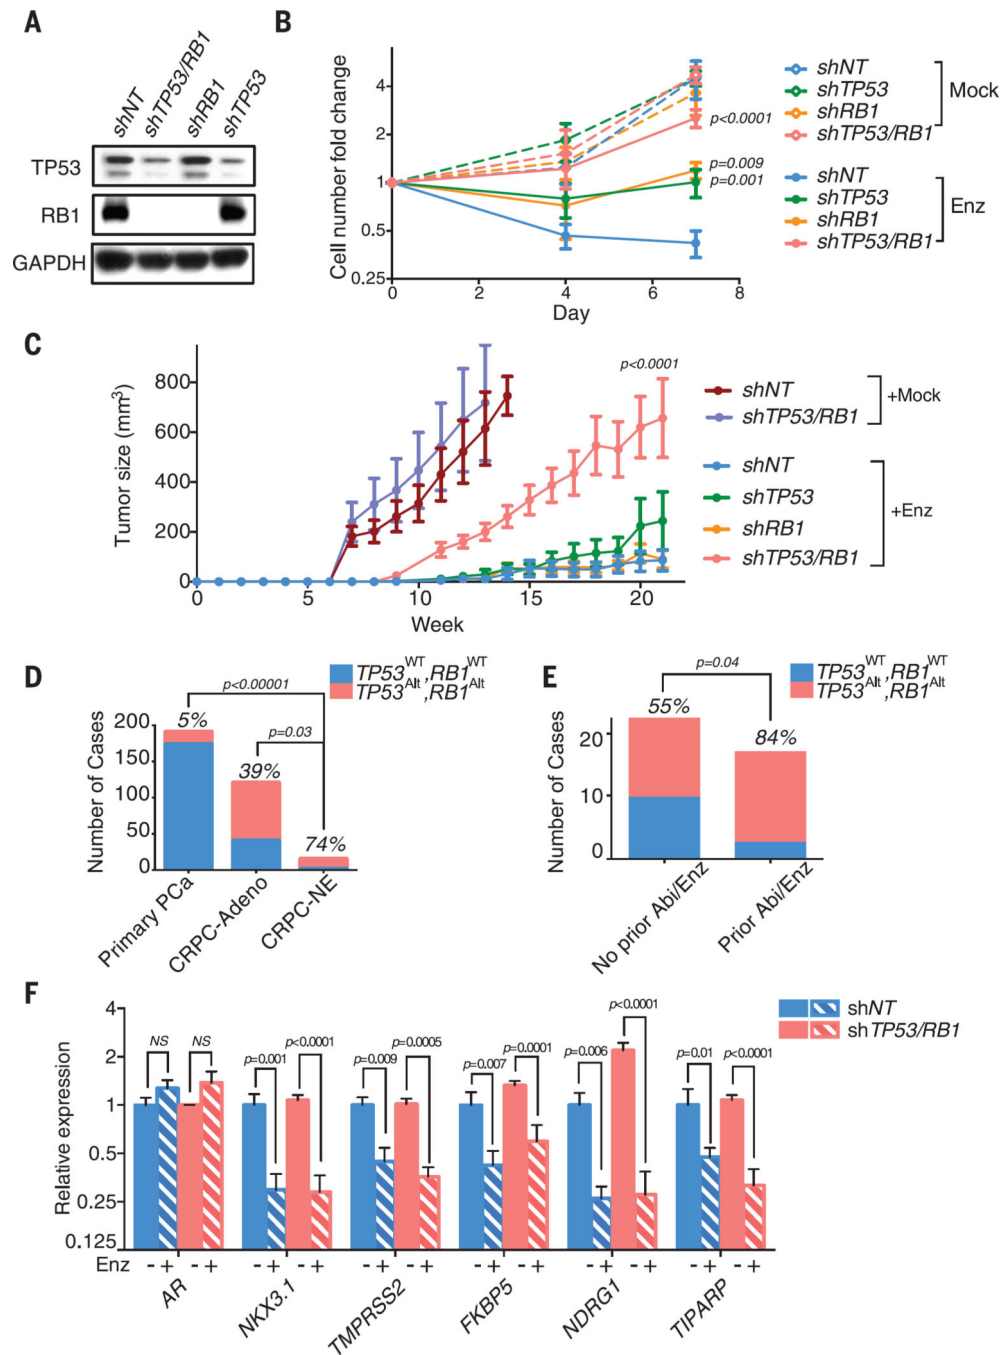 A
shNT
shTP53/RB1
shRB1
shTP53
TP53
RB1
GAPDH
B
Cell number fold change
4
2
1
0.5
0.25
0 2 4 6 8
Day
p<0.0001
p=0.009
p=0.001
shNT
shTP53
shRB1
shTP53/RB1
Mock
shNT
shTP53
shRB1
shTP53/RB1
Enz
C
Tumor size (mm³)
800
600
400
200
0
0 5 10 15 20
Week
p<0.0001
shNT
shTP53/RB1
+Mock
shNT
shTP53
shRB1
shTP53/RB1
+Enz
D
TP53WT,RB1WT
TP53Alt,RB1Alt
p<0.00001
p=0.03
Number of Cases
200
150
100
50
0
5%
39%
74%
Primary PCa
CRPC-Adeno
CRPC-NE
E
TP53WT,RB1WT
TP53Alt,RB1Alt
p=0.04
55%
84%
Number of Cases
20
10
0
No prior Abi/Enz
Prior Abi/Enz
F
shNT
shTP53/RB1
Relative expression
4
2
1
0.5
0.25
0.125
NS NS
p=0.001 p<0.0001
p=0.009 p=0.0005
p=0.007 p=0.0001
p=0.006 p<0.0001
p=0.01 p<0.0001
Enz - + - + - + - + - + - + - + - + - + - + - + - +
AR
NKX3.1
TMPRSS2
FKBP5
NDRG1
TIPARP